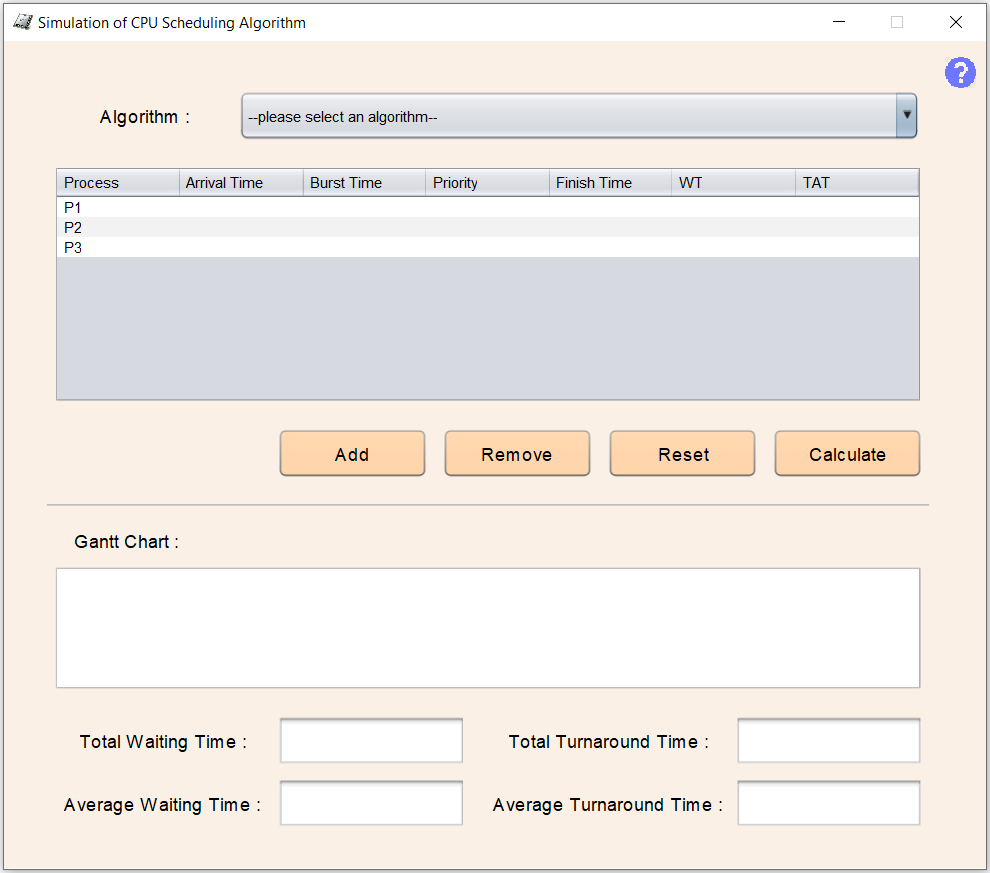 Simulation of CPU Scheduling Algorithm
?
Algorithm : --please select an algorithm--
Process Arrival Time Burst Time Priority Finish Time WT TAT
P1
P2
P3
Add Remove Reset Calculate
Gantt Chart :
Total Waiting Time : Total Turnaround Time :
Average Waiting Time : Average Turnaround Time :